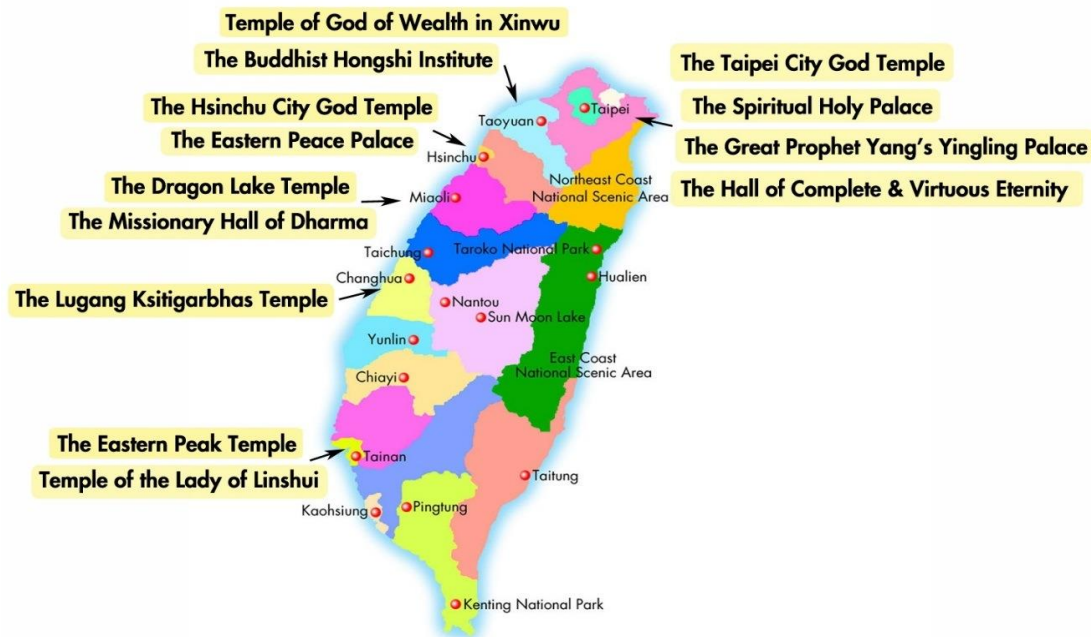 Temple of God of Wealth in Xinwu
The Buddhist Hongshi Institute
The Hsinchu City God Temple
The Eastern Peace Palace
The Dragon Lake Temple
The Missionary Hall of Dharma
The Lugang Ksitigarbhas Temple
The Eastern Peak Temple
Temple of the Lady of Linshui
The Taipei City God Temple
The Spiritual Holy Palace
The Great Prophet Yang's Yingling Palace
The Hall of Complete & Virtuous Eternity
Taipei
Taoyuan
Hsinchu
Northeast Coast
National Scenic Area
Miaoli
Taichung
Taroko National Park
Changhua
Hualien
Nantou
Sun Moon Lake
Yunlin
East Coast
National Scenic Area
Chiayi
Tainan
Taitung
Kaohsiung
Pingtung
Kenting National Park